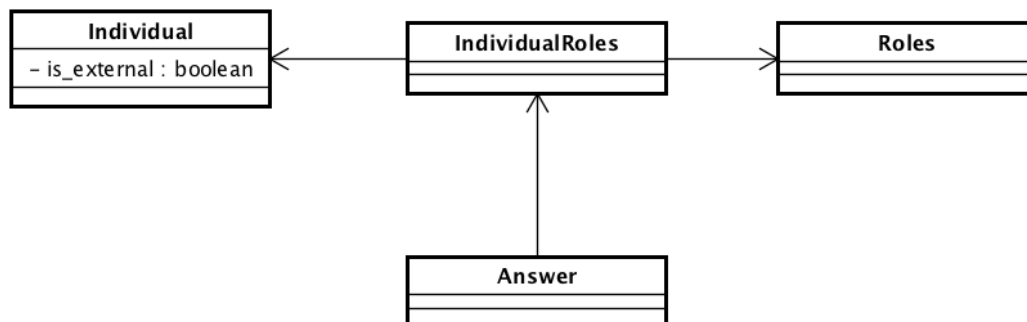 Individual
- is_external : boolean
IndividualRoles
Roles
Answer